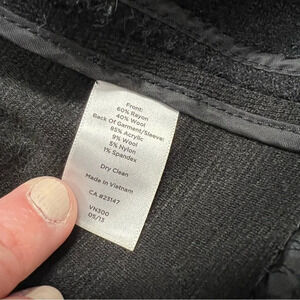 Front:
60% Rayon
40% Wool
Back Of Garment/Sleeve:
85% Acrylic
9% Wool
5% Nylon
1% Spandex
Dry Clean
Made in Vietnam
CA #23147
VN300
05/13